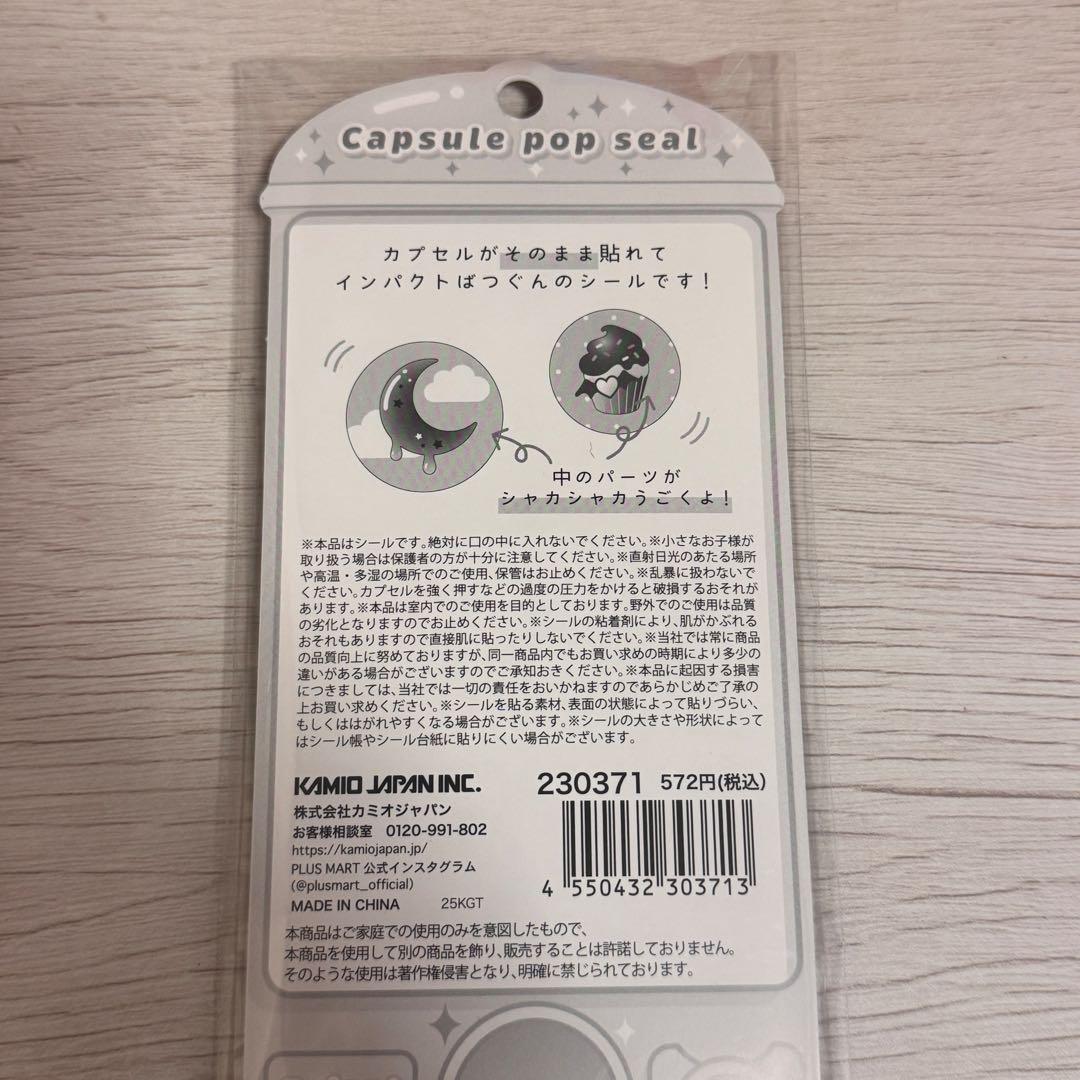 Capsule pop seal
カプセルがそのまま貼れて
インパクトばつぐんのシールです!
中のパーツが
シャカシャカうごくよ!
※本品はシールです。絶対に口の中に入れないでください。※小さなお子様が
取り扱う場合は保護者の方が十分に注意してください。※直射日光のあたる場所
や高温・多湿の場所でのご使用、保管はお止めください。※乱暴に扱わないで
ください。カプセルを強く押すなどの過度の圧力をかけると破損するおそれが
あります。※本品は室内でのご使用を目的としております。野外でのご使用は品質
の劣化となりますのでお止めください。※シールの粘着剤により、肌がかぶれる
おそれもありますので直接肌に貼ったりしないでください。※当社では常に商品
の品質向上に努めておりますが、同一商品内でもお買い求めの時期により多少の
違いがある場合がございますのでご承知おきください。※本品に起因する損害
につきましては、当社では一切の責任をおいかねますのであらかじめご了承の
上お買い求めください。※シールを貼る素材、表面の状態によって貼りづらい、
もしくははがれやすくなる場合がございます。※シールの大きさや形状によって
はシール帳やシール台紙に貼りにくい場合がございます。
KAMIO JAPAN INC.
230371 572円(税込)
株式会社カミオジャパン
お客様相談室 0120-991-802
https://kamiojapan.jp/
PLUS MART 公式インスタグラム
(@plusmart_official)
MADE IN CHINA 25KGT
4 550432 303713
本商品はご家庭での使用のみを意図したもので、
本商品を使用して別の商品を飾り、販売することは許諾しておりません。
そのような使用は著作権侵害となり、明確に禁じられております。